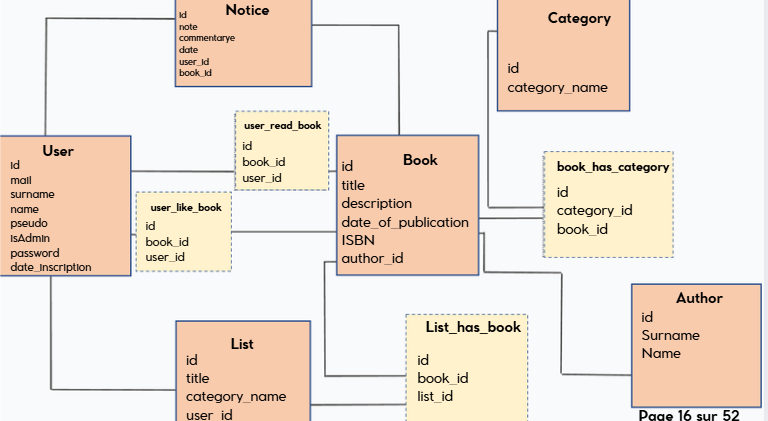 Notice
id
note
commentarye
date
user_id
book_id
Category
id
category_name
user_read_book
id
book_id
user_id
User
id
mail
surname
name
pseudo
isAdmin
password
date_inscription
user_like_book
id
book_id
user_id
Book
id
title
description
date_of_publication
ISBN
author_id
book_has_category
id
category_id
book_id
List
id
title
category_name
user_id
List_has_book
id
book_id
list_id
Author
id
Surname
Name
Page 16 sur 52